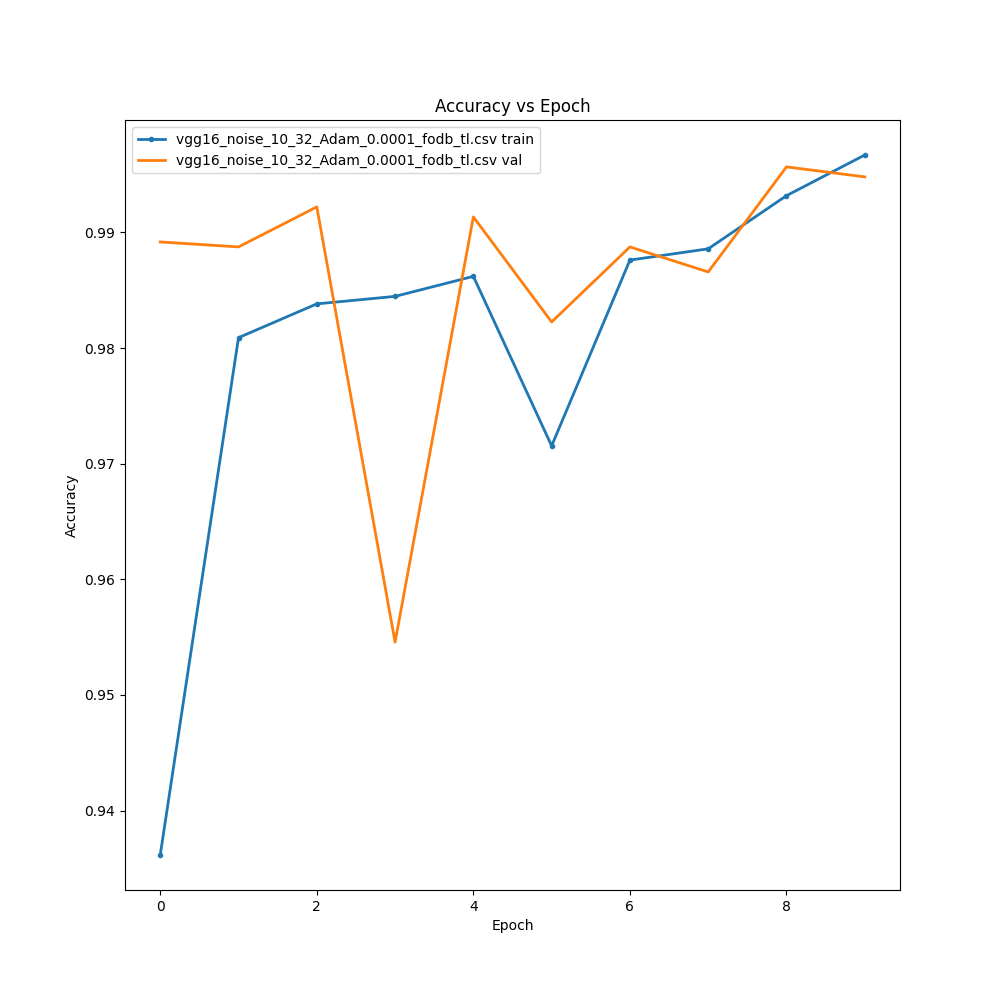 Accuracy vs Epoch
vgg16_noise_10_32_Adam_0.0001_fodb_tl.csv train
vgg16_noise_10_32_Adam_0.0001_fodb_tl.csv val
Accuracy
0.99
0.98
0.97
0.96
0.95
0.94
0 2 4 6 8
Epoch